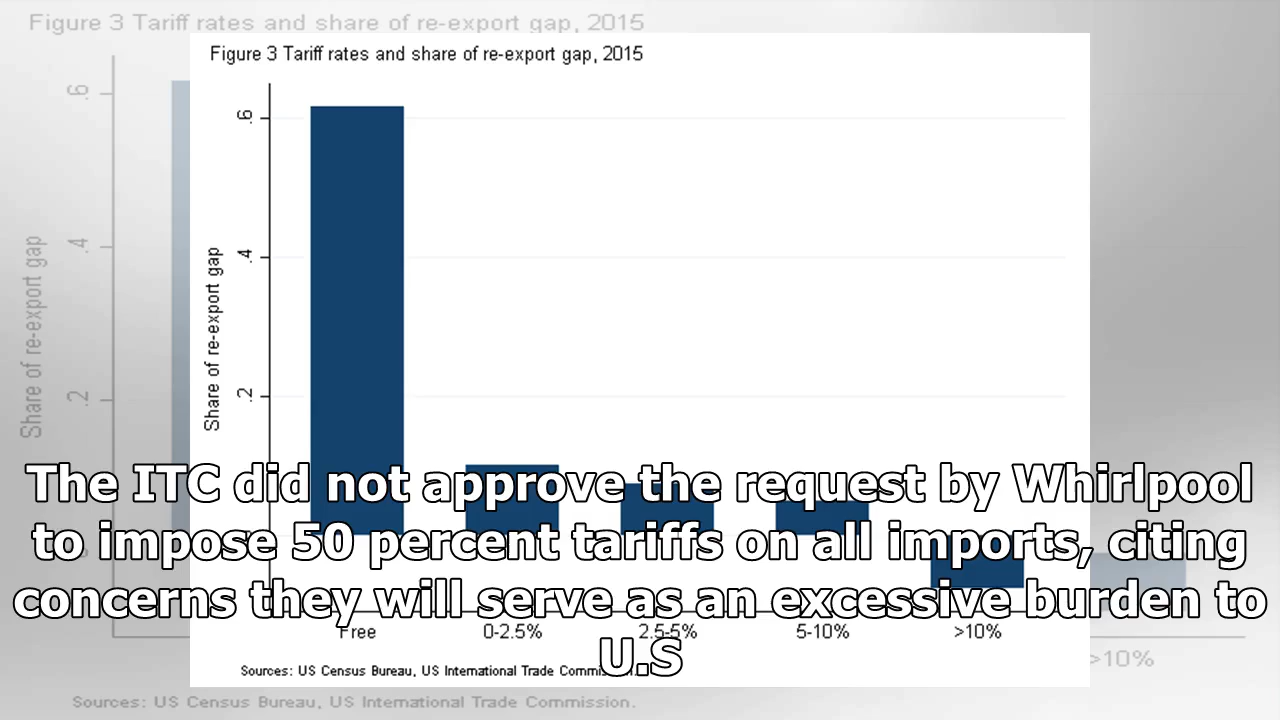 Figure 3 Tariff rates and share of re-export gap, 2015
Figure 3 Tariff rates and share of re-export gap, 2015
Share of re-export gap
.6
.4
.2
Share of re-export gap
.6
.4
.2
The ITC did not approve the request by Whirlpool
to impose 50 percent tariffs on all imports, citing
concerns they will serve as an excessive burden to
U.S
Free 0-2.5% 2.5-5% 5-10% >10%
>10%
Sources: US Census Bureau, US International Trade
Sources: US Census Bureau, US International Trade Commission.